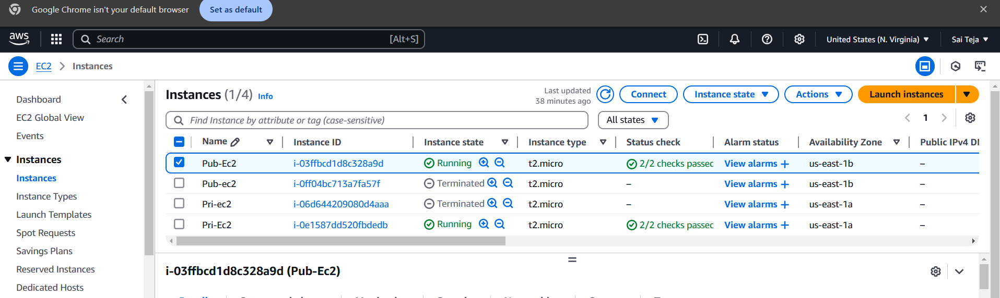 Google Chrome isn't your default browser
Set as default
aws
Search
[Alt+S]
United States (N. Virginia)
Sai Teja
EC2
Instances
Dashboard
EC2 Global View
Events
Instances
Instances
Instance Types
Launch Templates
Spot Requests
Savings Plans
Reserved Instances
Dedicated Hosts
Instances (1/4) Info
Last updated
38 minutes ago
Connect
Instance state
Actions
Launch instances
Find Instance by attribute or tag (case-sensitive)
All states
1
Name Instance ID Instance state Instance type Status check Alarm status Availability Zone Public IPv4
Pub-Ec2 i-03ffbcd1d8c328a9d Running t2.micro 2/2 checks passed View alarms + us-east-1b –
Pub-ec2 i-0ff04bc713a7fa57f Terminated t2.micro – View alarms + us-east-1b –
Pri-ec2 i-06d644209080d4aaa Terminated t2.micro – View alarms + us-east-1a –
Pri-Ec2 i-0e1587dd520fbdedb Running t2.micro 2/2 checks passed View alarms + us-east-1a –
i-03ffbcd1d8c328a9d (Pub-Ec2)